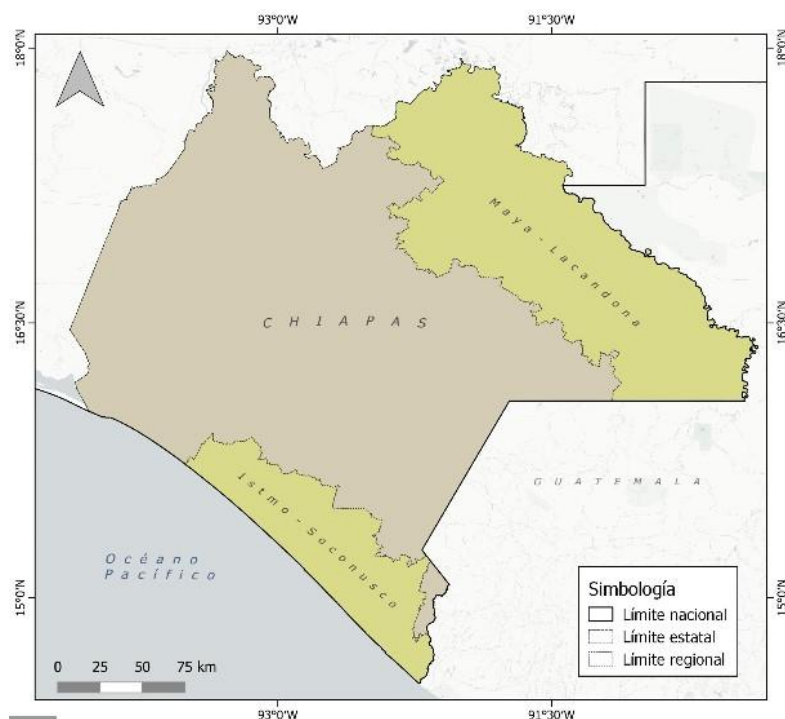 93°0'W
91°30'W
18°0'N
18°0'N
Maya - Lacandona
CHIAPAS
16°30'N
16°30'N
GUATEMALA
Istmo - Soconusco
Océano
Pacífico
15°0'N
15°0'N
Simbología
Límite nacional
Límite estatal
Límite regional
0 25 50 75 km
93°0'W
91°30'W